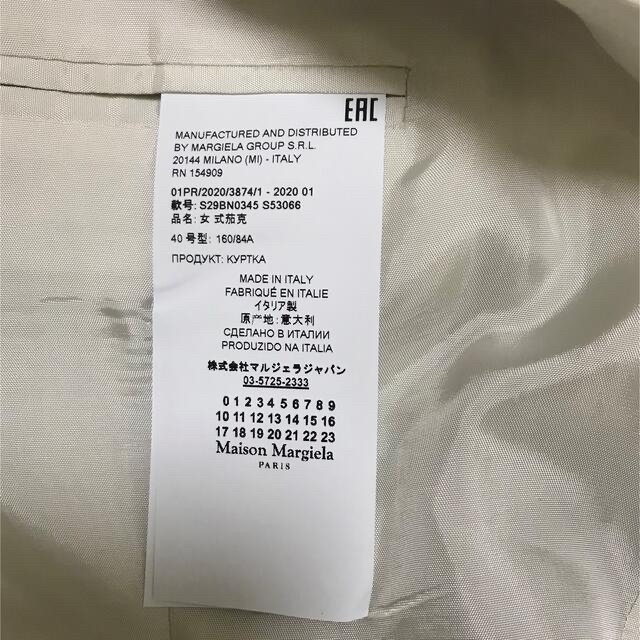 EAC
MANUFACTURED AND DISTRIBUTED
BY MARGIELA GROUP S.R.L.
20144 MILANO (MI) - ITALY
RN 154909
01PR/2020/3874/1 - 2020 01
款号: S29BN0345 S53066
品名: 女 式茄克
40 号型: 160/84A
ПРОДУКТ: КУРТКА
MADE IN ITALY
FABRIQUÉ EN ITALIE
イタリア製
原产地: 意大利
СДЕЛАНО В ИТАЛИИ
PRODUZIDO NA ITALIA
株式会社マルジェラジャパン
03-5725-2333
0 1 2 3 4 5 6 7 8 9
10 11 12 13 14 15 16
17 18 19 20 21 22 23
Maison Margiela
PARIS